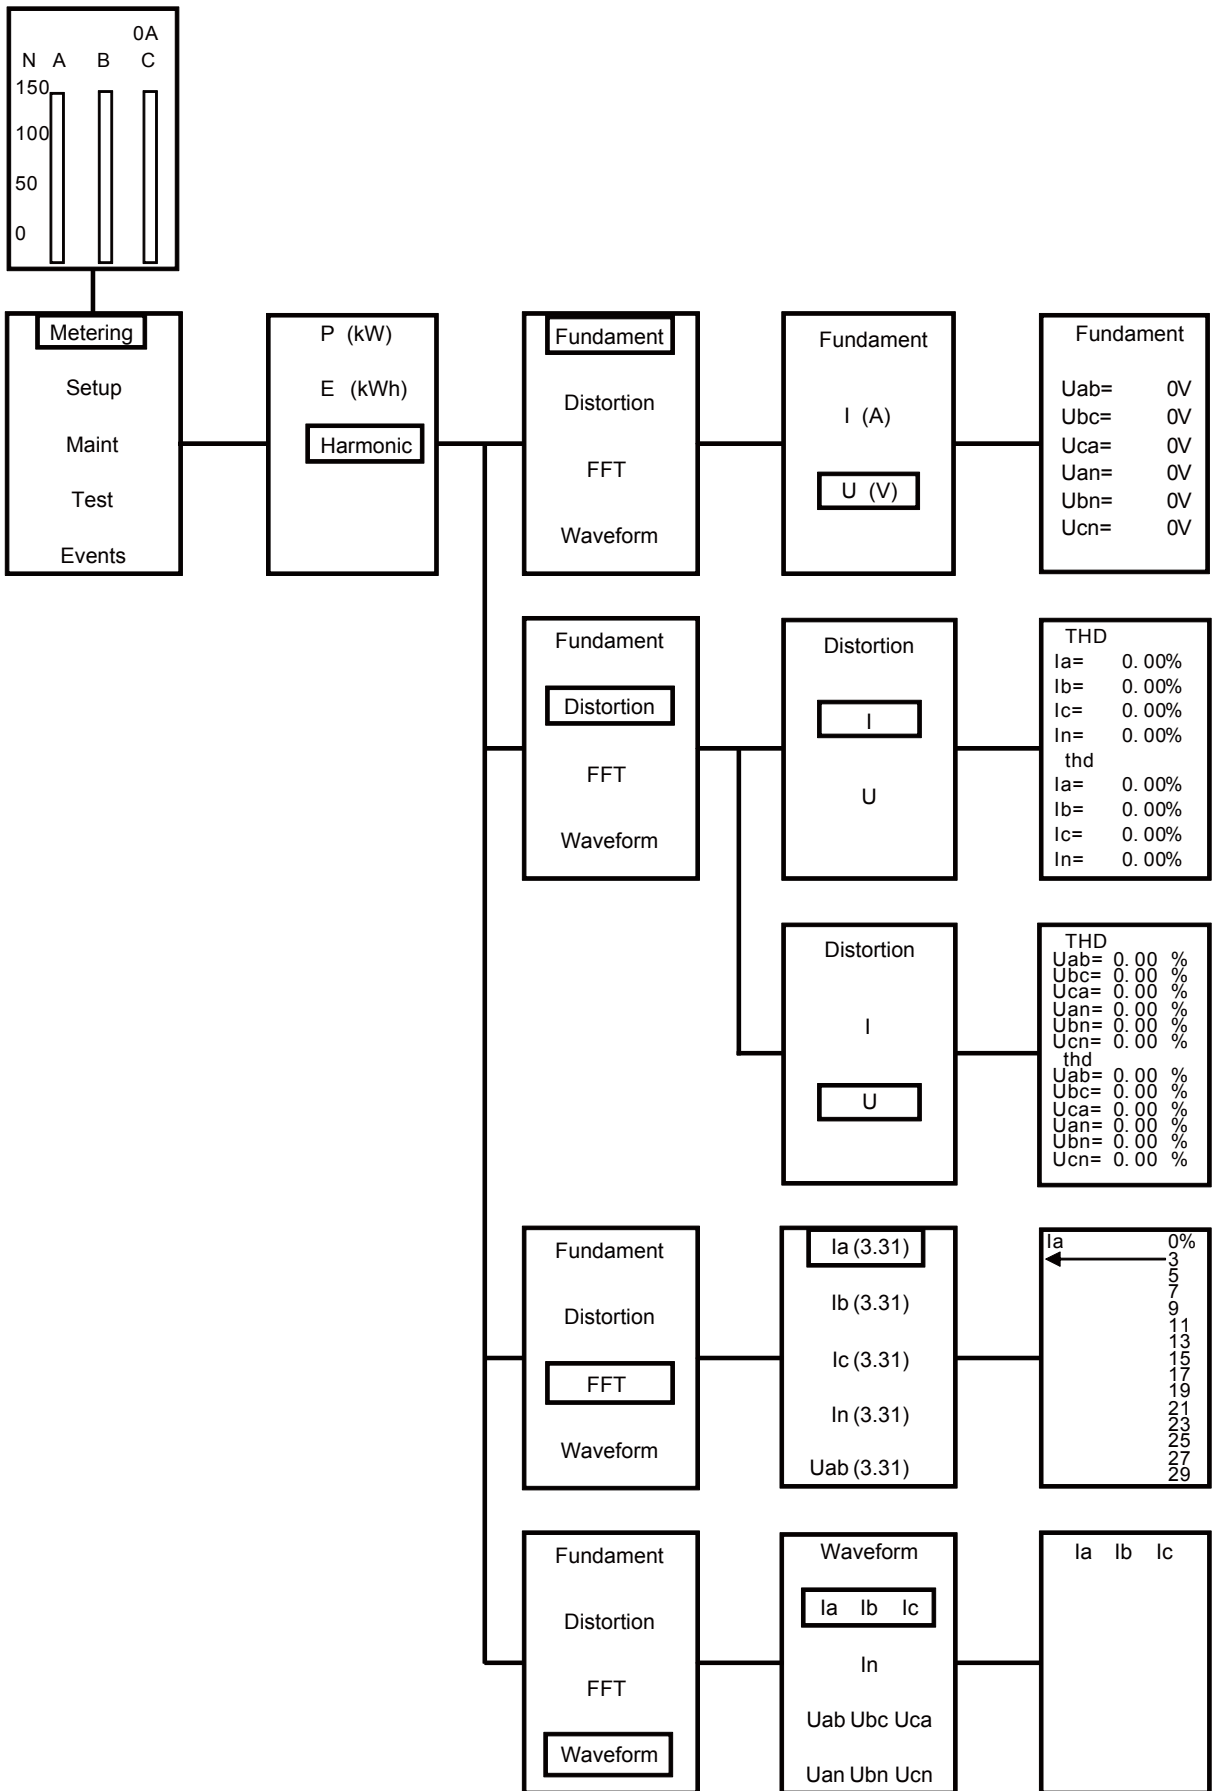 0A
N A B C
150
100
50
0
Metering
Setup
Maint
Test
Events
P (kW)
E (kWh)
Harmonic
Fundament
Distortion
FFT
Waveform
Fundament
I (A)
U (V)
Fundament
Uab= 0V
Ubc= 0V
Uca= 0V
Uan= 0V
Ubn= 0V
Ucn= 0V
Fundament
Distortion
FFT
Waveform
Distortion
I
U
THD
Ia= 0. 00%
Ib= 0. 00%
Ic= 0. 00%
In= 0. 00%
thd
Ia= 0. 00%
Ib= 0. 00%
Ic= 0. 00%
In= 0. 00%
Distortion
I
U
THD
Uab= 0. 00 %
Ubc= 0. 00 %
Uca= 0. 00 %
Uan= 0. 00 %
Ubn= 0. 00 %
Ucn= 0. 00 %
thd
Uab= 0. 00 %
Ubc= 0. 00 %
Uca= 0. 00 %
Uan= 0. 00 %
Ubn= 0. 00 %
Ucn= 0. 00 %
Fundament
Distortion
FFT
Waveform
Ia (3.31)
Ib (3.31)
Ic (3.31)
In (3.31)
Uab (3.31)
Ia 0%
3
5
7
9
11
13
15
17
19
21
23
25
27
29
Fundament
Distortion
FFT
Waveform
Waveform
Ia Ib Ic
In
Uab Ubc Uca
Uan Ubn Ucn
Ia Ib Ic